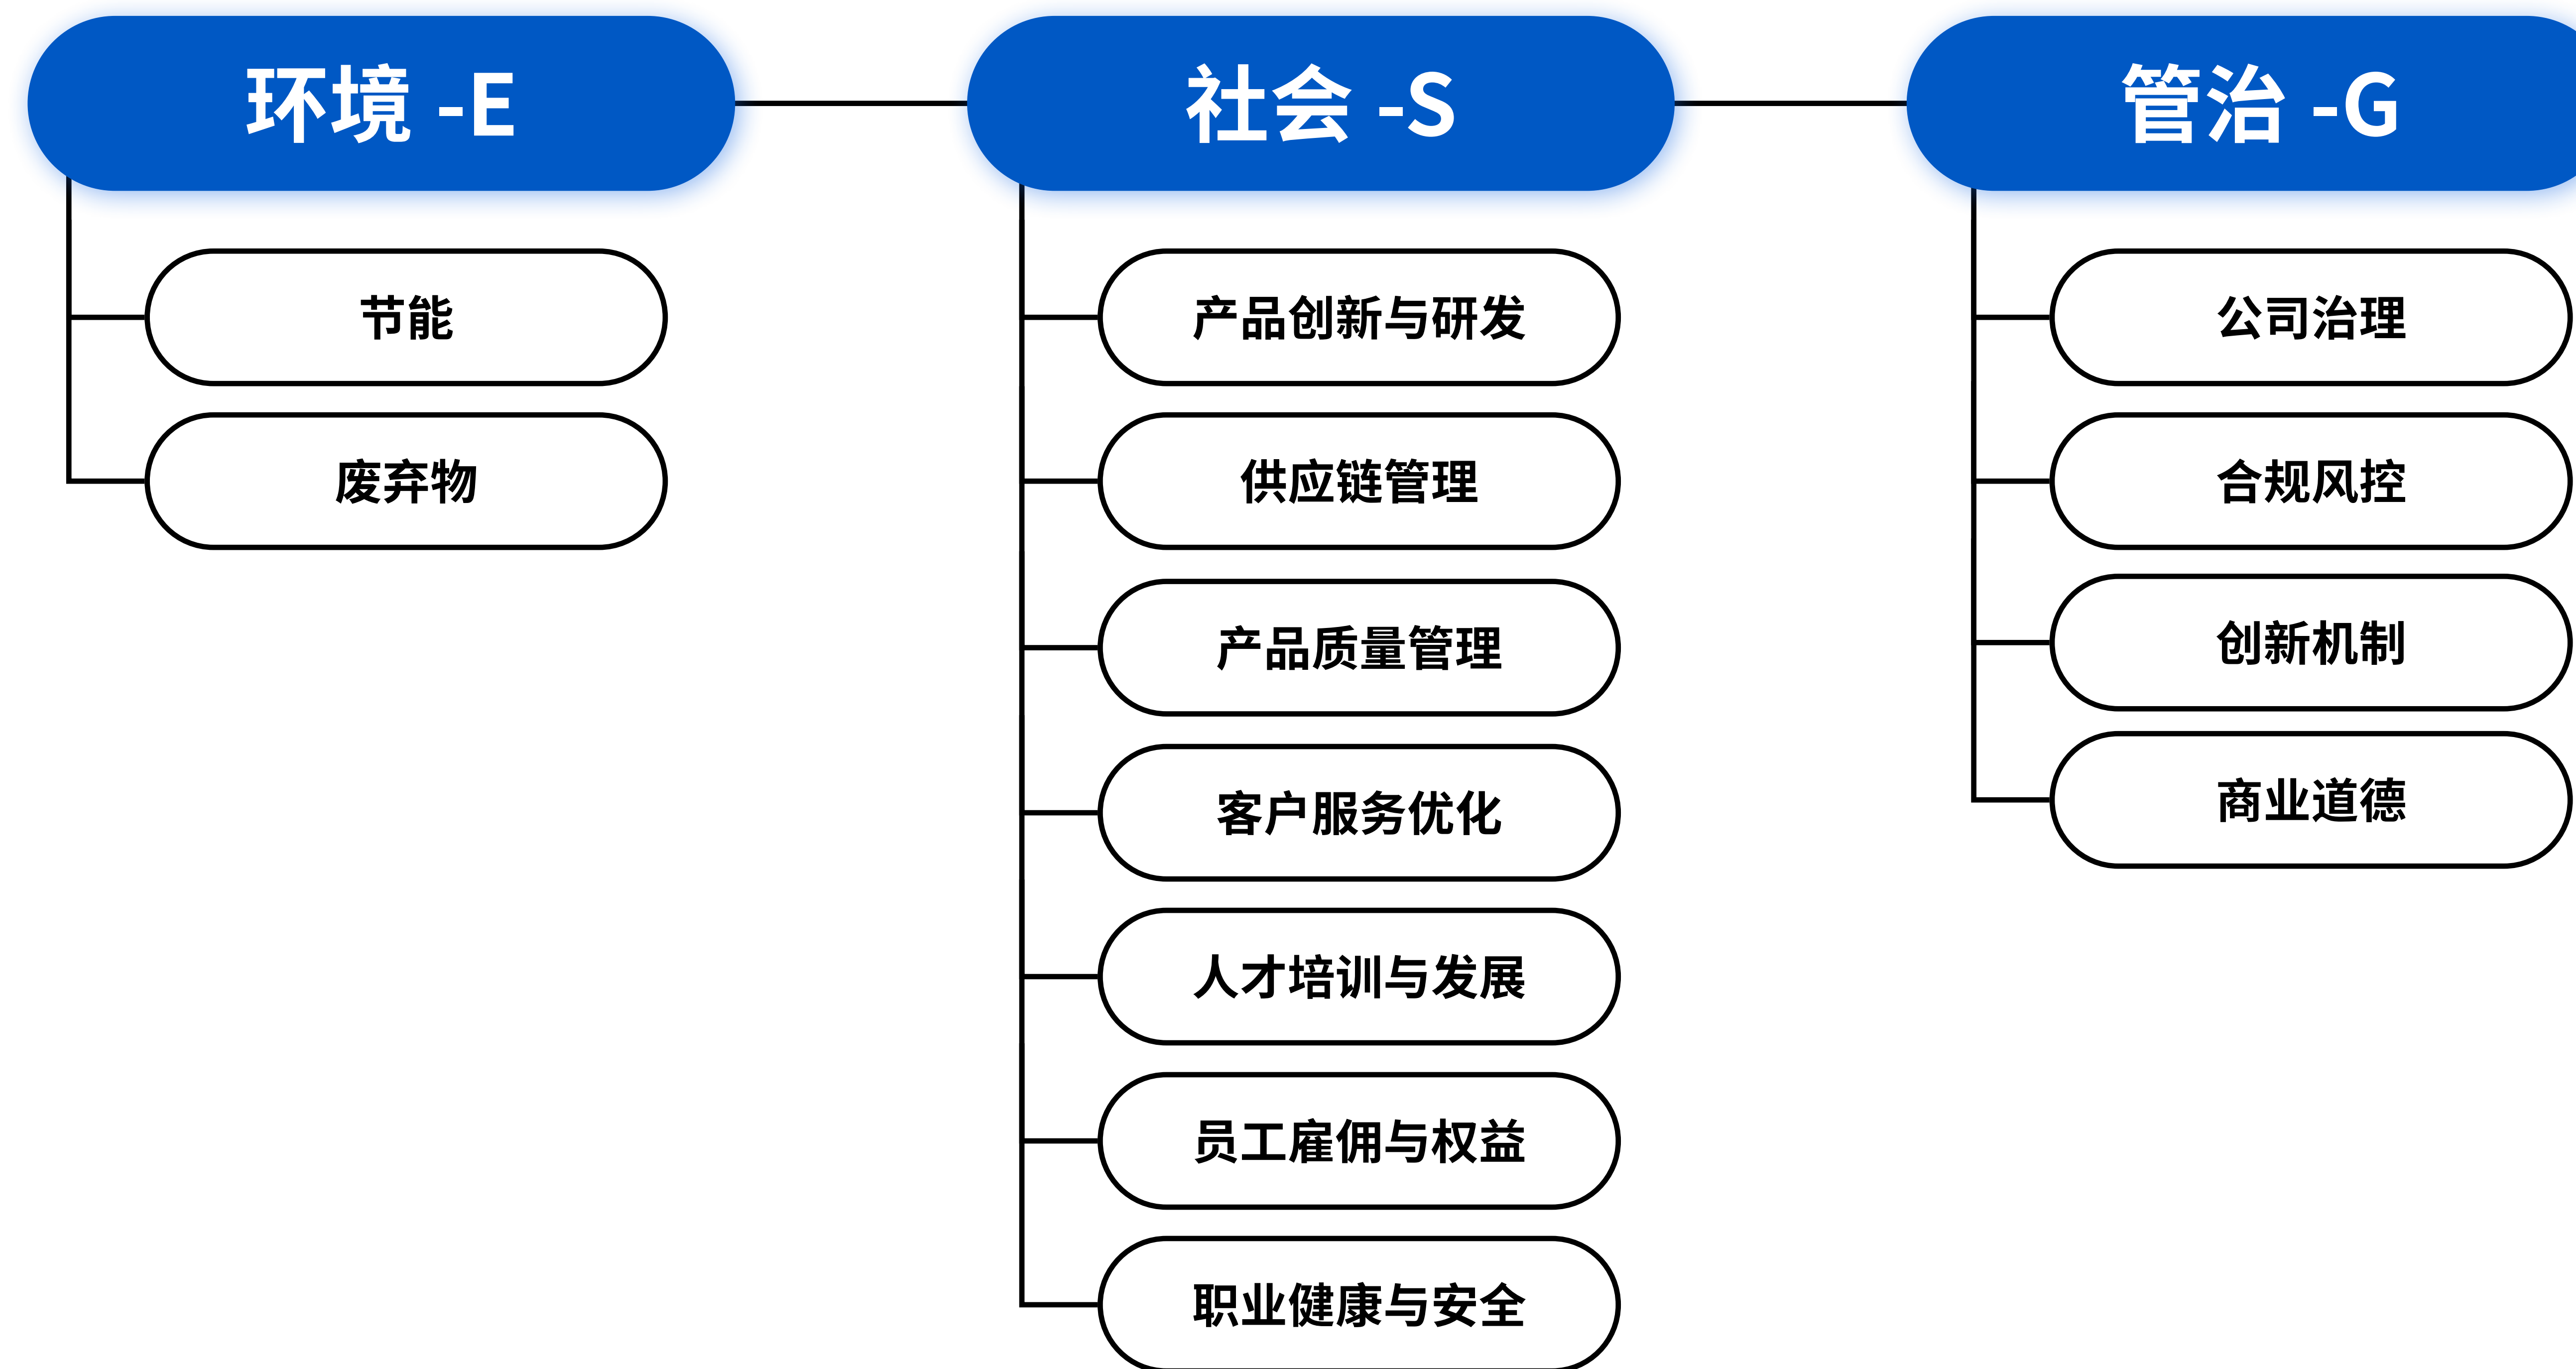 环境 -E
节能
废弃物
社会 -S
产品创新与研发
供应链管理
产品质量管理
客户服务优化
人才培训与发展
员工雇佣与权益
职业健康与安全
管治 -G
公司治理
合规风控
创新机制
商业道德